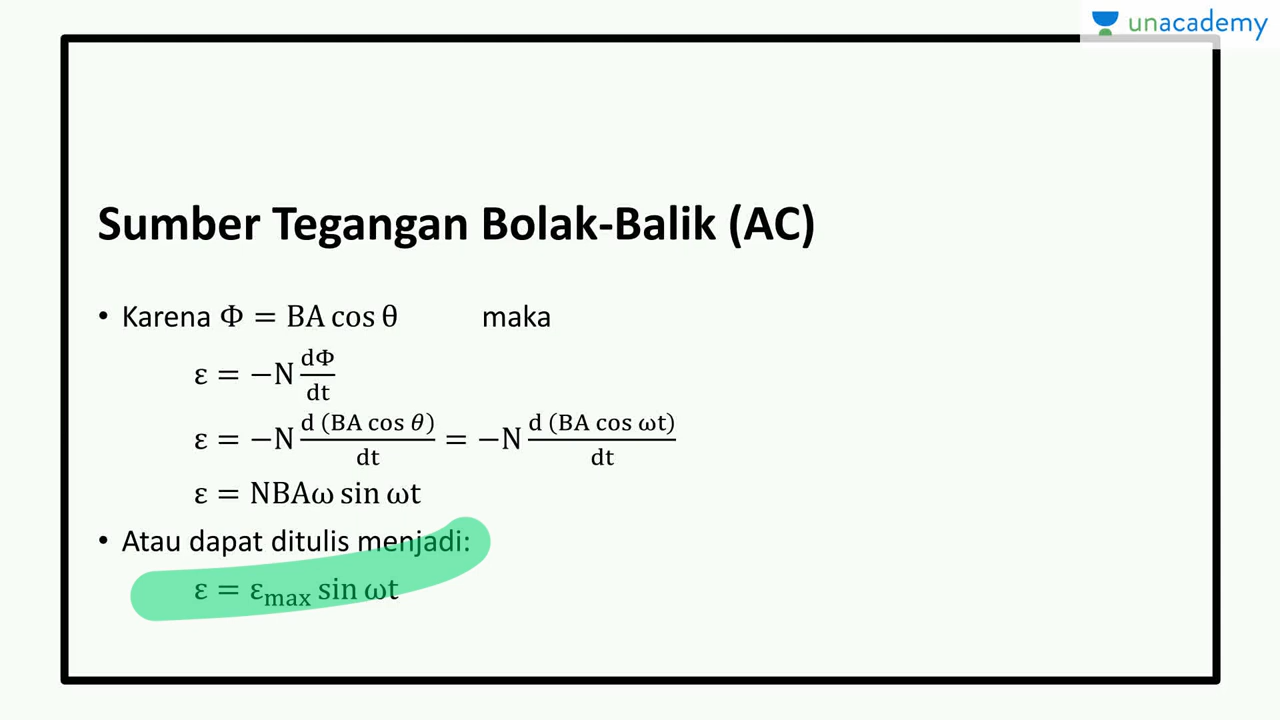 unacademy
Sumber Tegangan Bolak-Balik (AC)
• Karena Φ = BA cos θ maka
ε = −N dΦ/dt
ε = −N d (BA cos θ)/dt = −N d (BA cos ωt)/dt
ε = NBAω sin ωt
• Atau dapat ditulis menjadi:
ε = εmax sin ωt